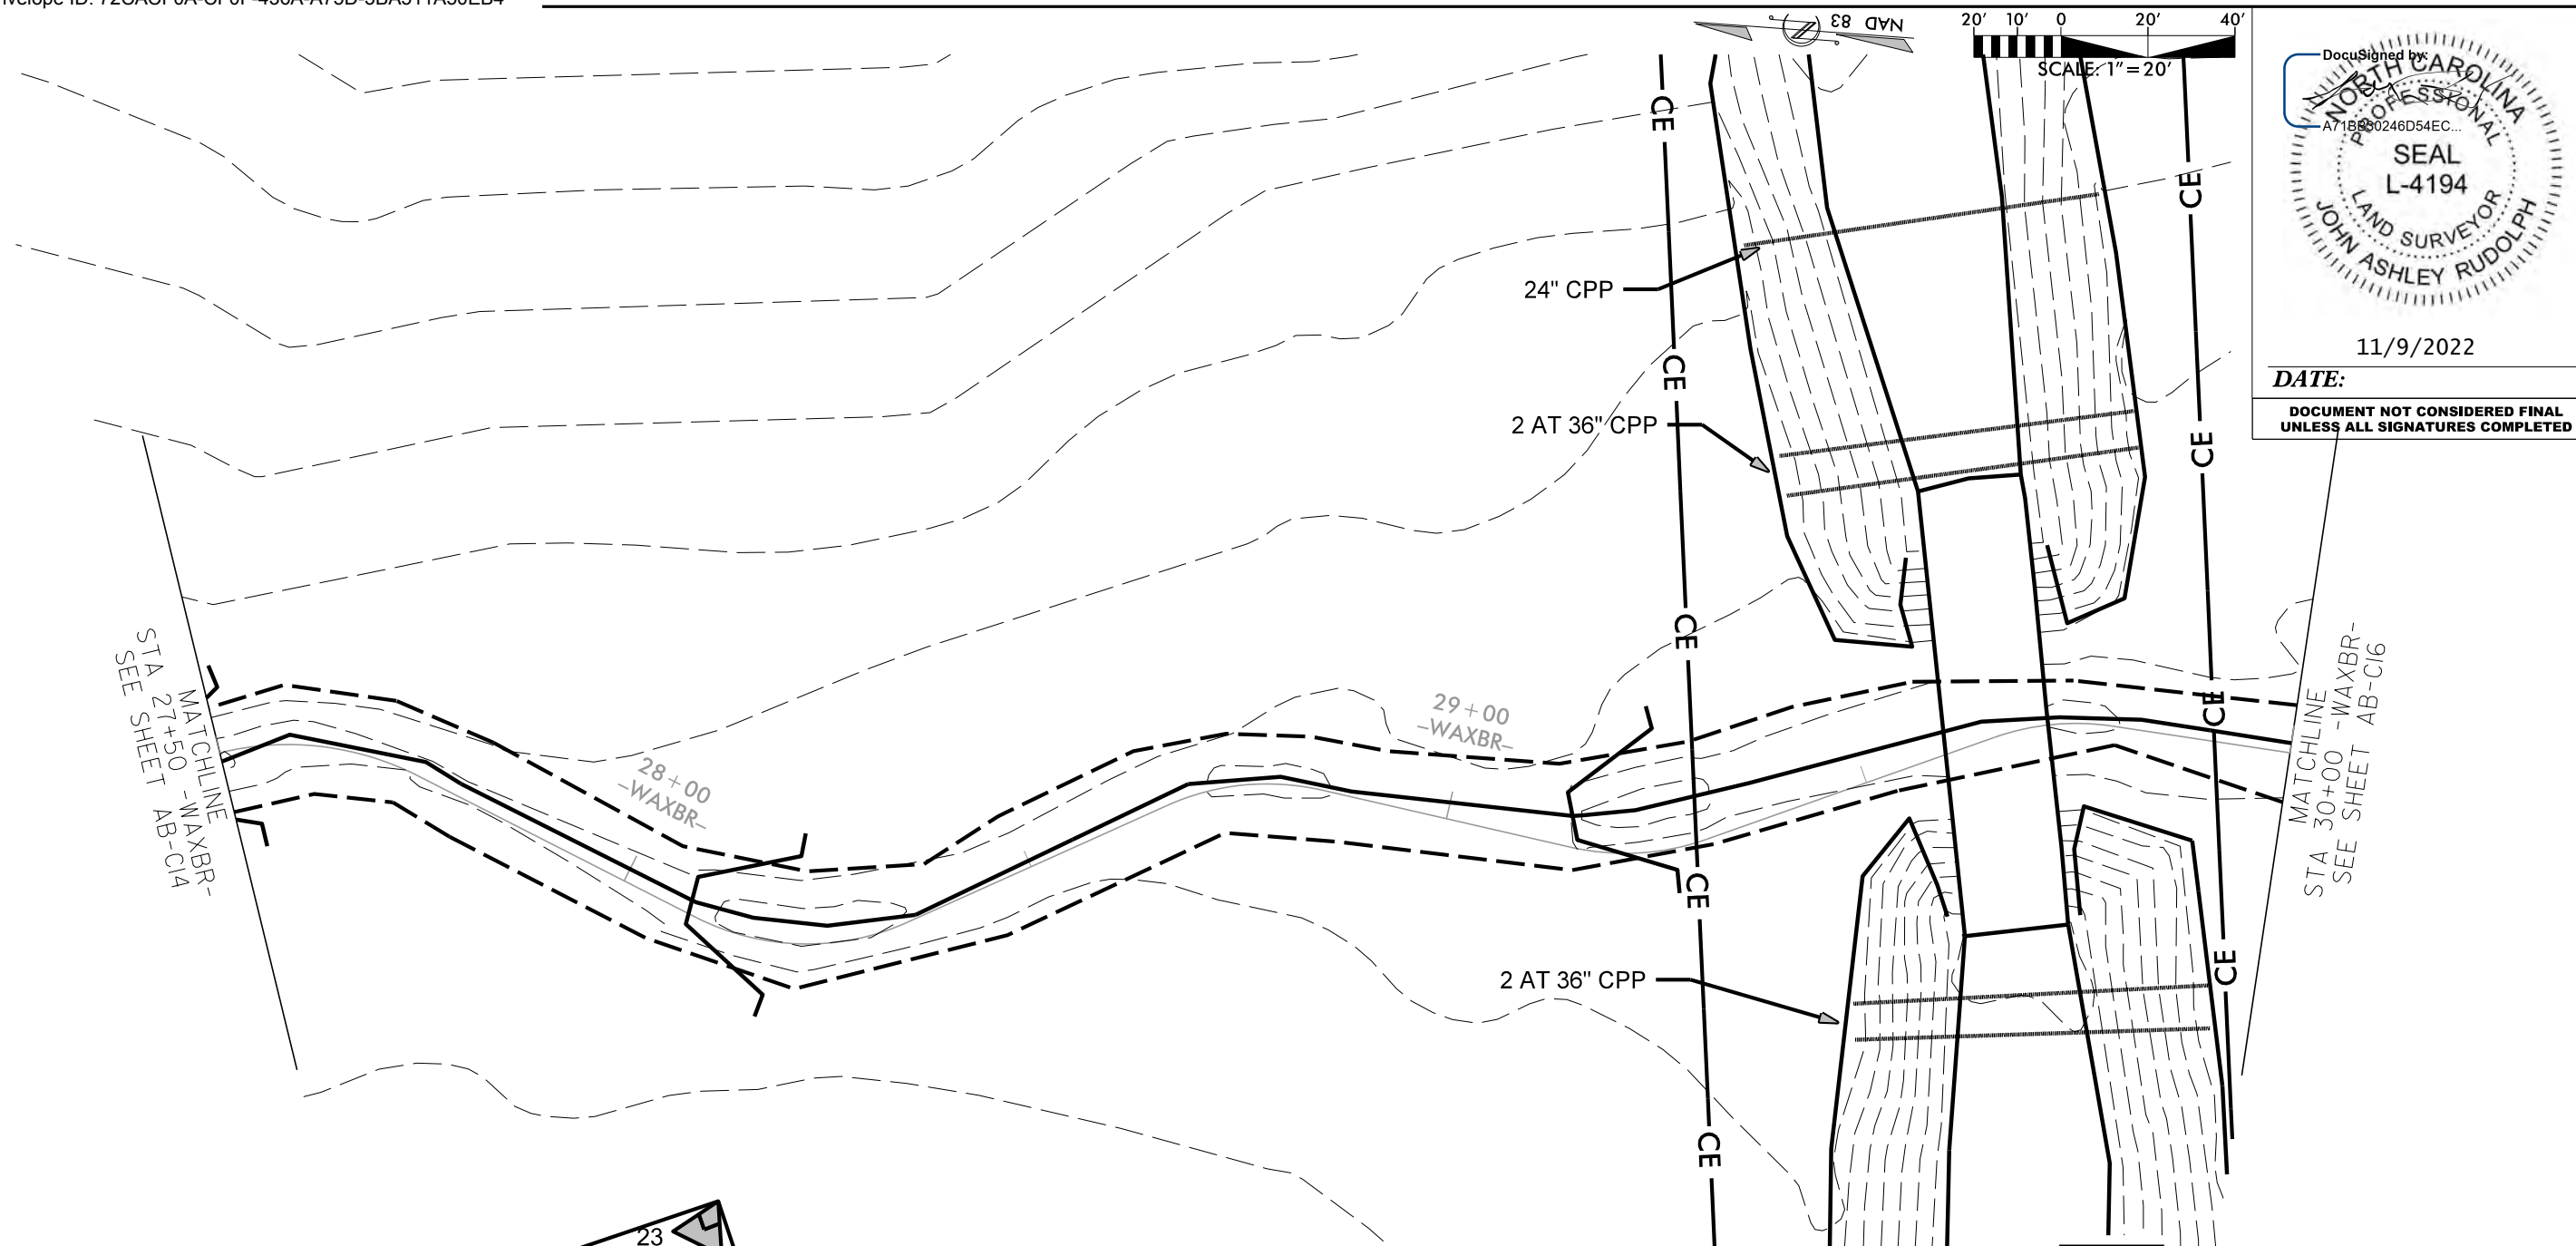 NAD 83
20' 10' 0 20' 40'
SCALE: 1"=20'
DocuSigned by:
A71BB30246D54EC...
NORTH CAROLINA
PROFESSIONAL
SEAL
L-4194
LAND SURVEYOR
JOHN ASHLEY RUDOLPH
11/9/2022
DATE:
DOCUMENT NOT CONSIDERED FINAL
UNLESS ALL SIGNATURES COMPLETED
CE
CE
CE
CE
CE
CE
CE
CE
CE
24" CPP
2 AT 36" CPP
2 AT 36" CPP
MATCHLINE
STA 27+50 -WAXBR-
SEE SHEET AB-C14
28+00
-WAXBR-
29+00
-WAXBR-
MATCHLINE
STA 30+00 -WAXBR-
SEE SHEET AB-C16
23